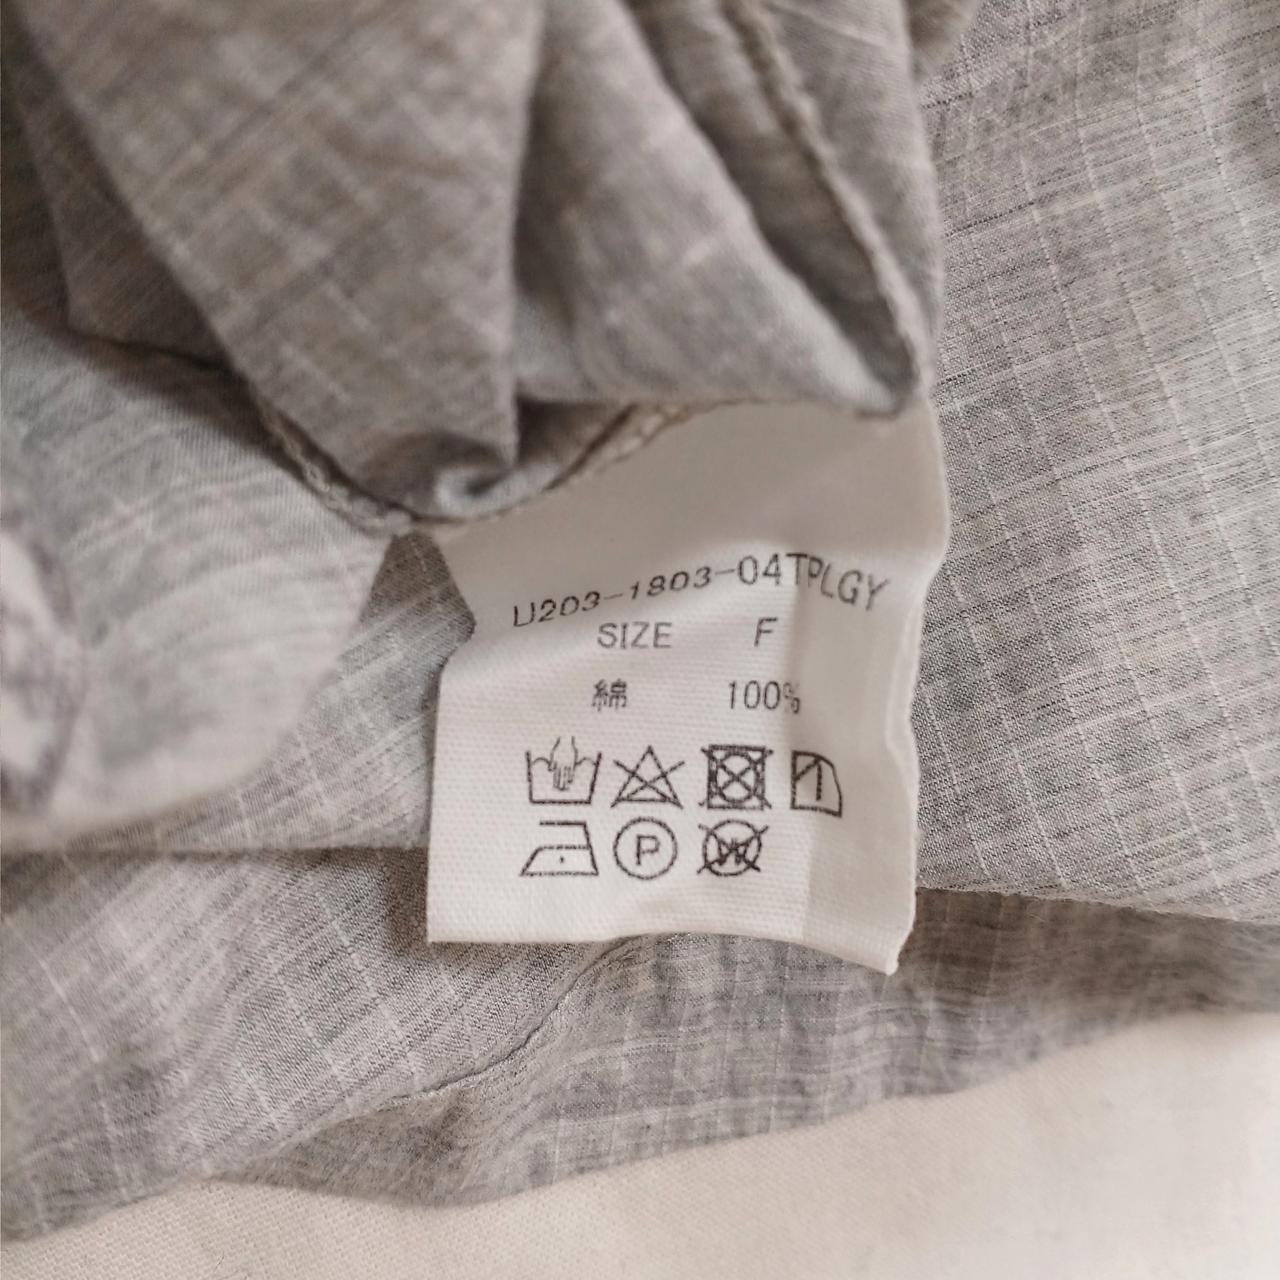 U203-1803-04TPLGY
SIZE F
綿 100%
P
W